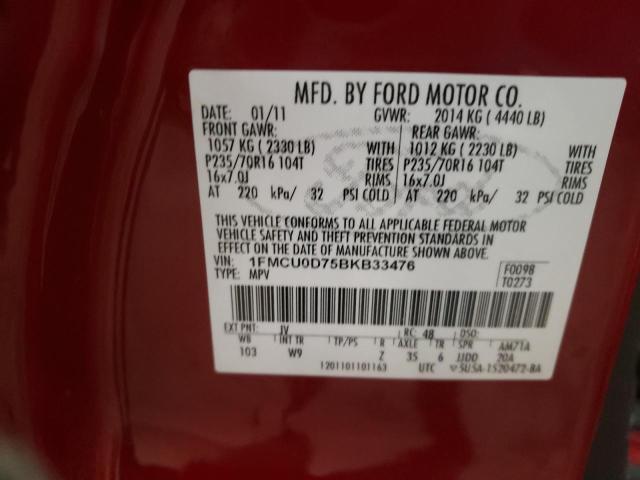 MFD. BY FORD MOTOR CO.
DATE: 01/11 GVWR: 2014 KG ( 4440 LB)
FRONT GAWR: REAR GAWR:
1057 KG ( 2330 LB) WITH 1012 KG ( 2230 LB) WITH
P235/70R16 104T TIRES P235/70R16 104T TIRES
16x7.0J RIMS 16x7.0J RIMS
AT 220 kPa/ 32 PSI COLD AT 220 kPa/ 32 PSI COLD
THIS VEHICLE CONFORMS TO ALL APPLICABLE FEDERAL MOTOR
VEHICLE SAFETY AND THEFT PREVENTION STANDARDS IN
EFFECT ON THE DATE OF MANUFACTURE SHOWN ABOVE.
VIN: 1FMCU0D75BKB33476 F0098
TYPE: MPV T0273
EXT PNT: JV RC: 48 DSO:
WB INT TR TP/PS R AXLE TR SPR AM71A
103 W9 Z 35 6 JJDD 20A
1201101101163 UTC 5U5A-1520472-BA